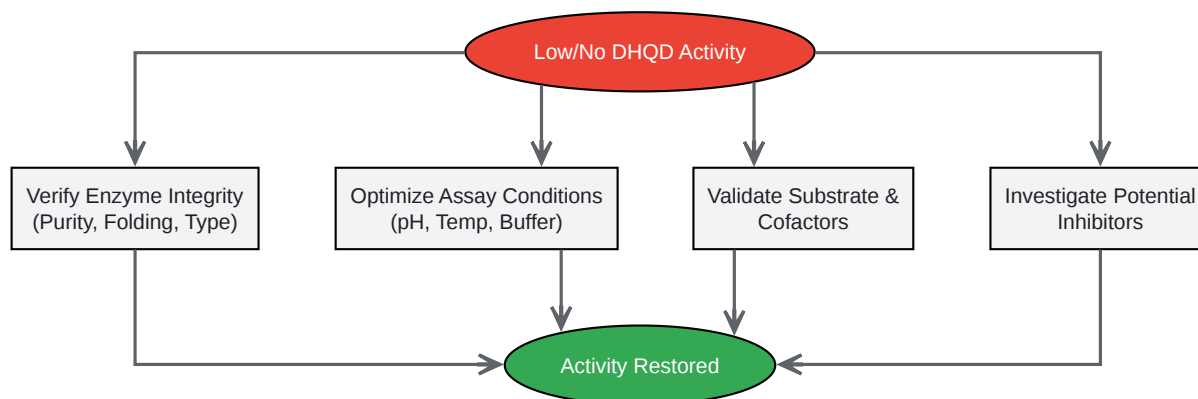 Low/No DHQD Activity
Verify Enzyme Integrity
(Purity, Folding, Type)
Optimize Assay Conditions
(pH, Temp, Buffer)
Validate Substrate &
Cofactors
Investigate Potential
Inhibitors
Activity Restored